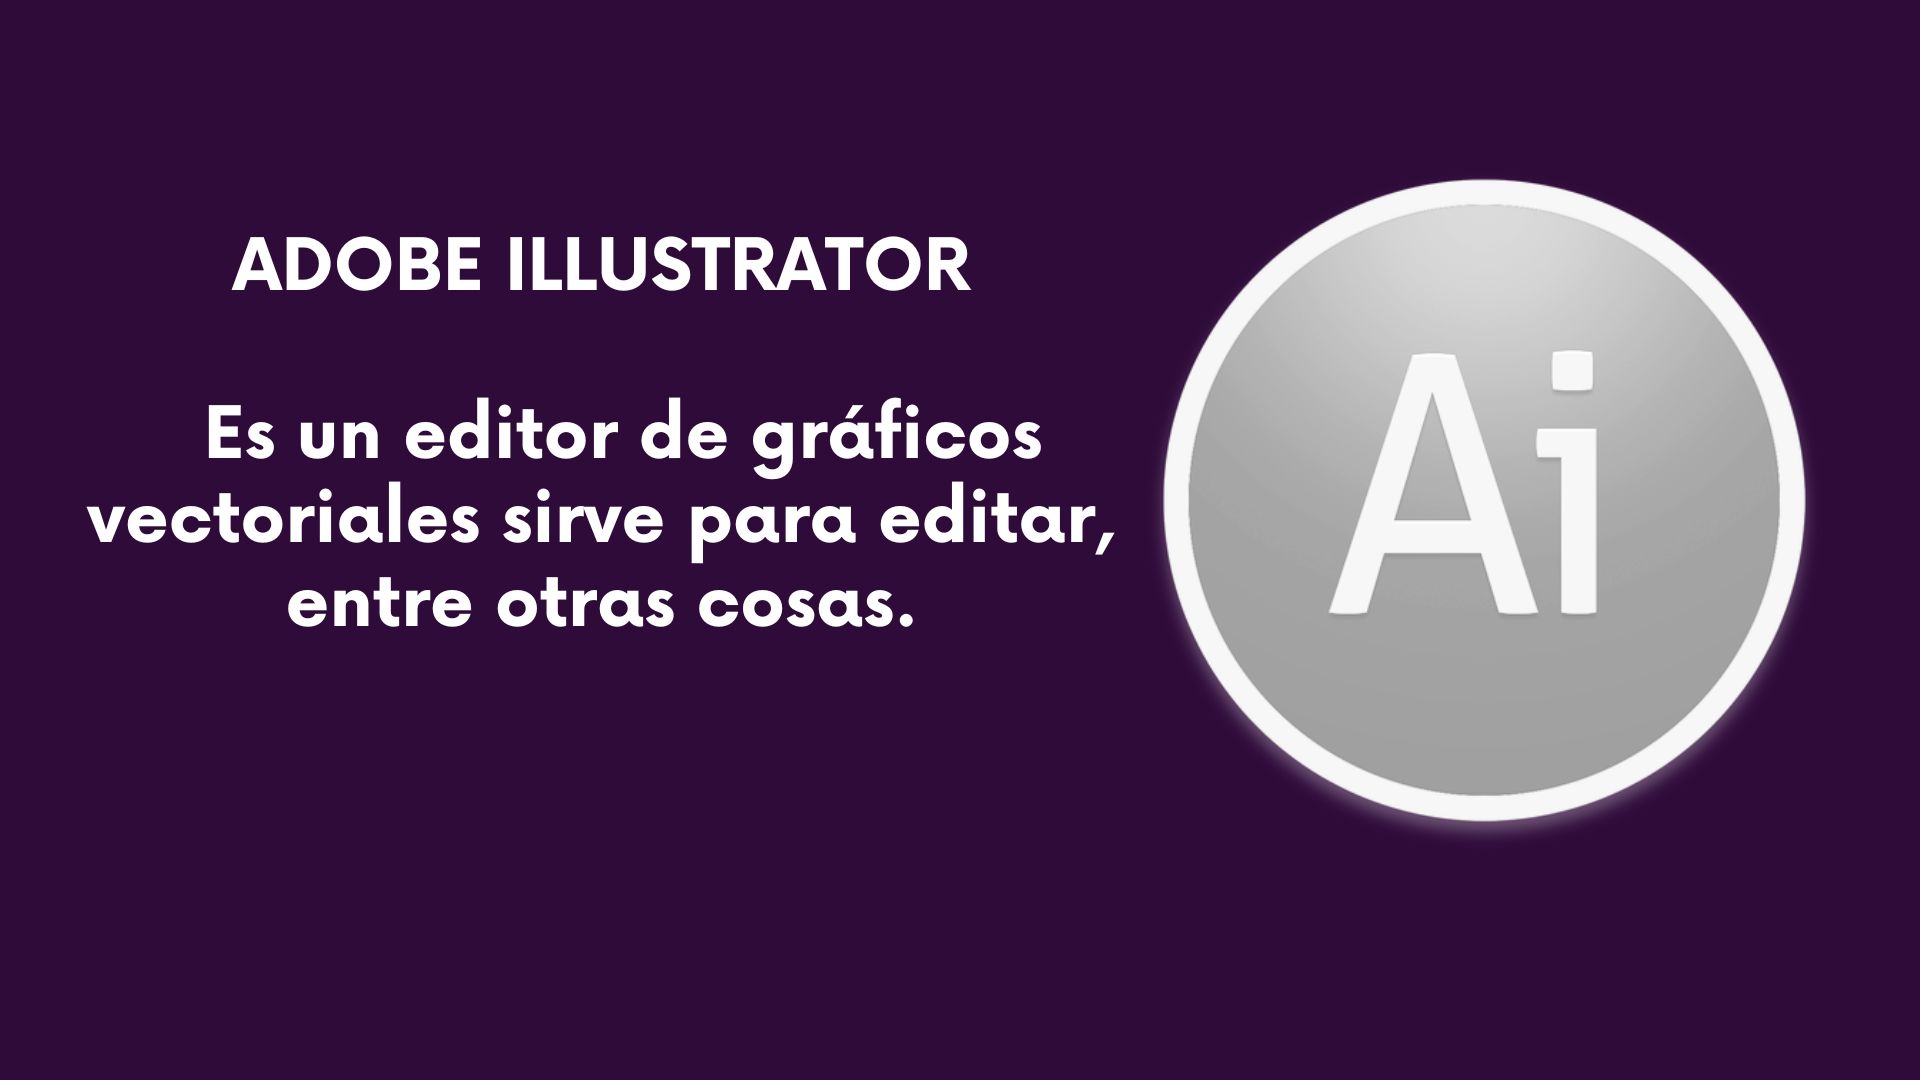 ADOBE ILLUSTRATOR
Es un editor de gráficos
vectoriales sirve para editar,
entre otras cosas.
Ai